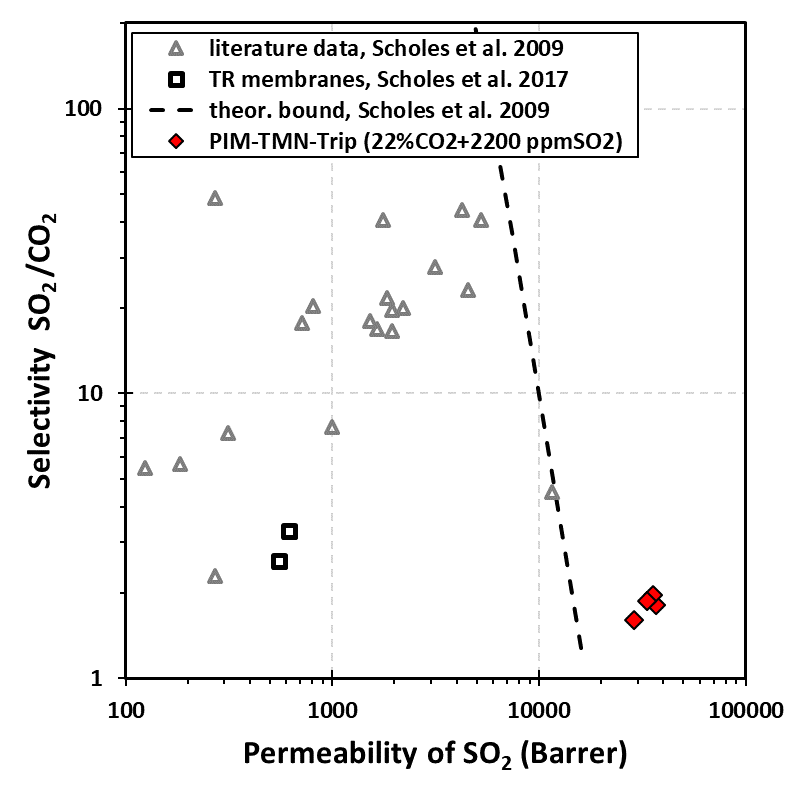 literature data, Scholes et al. 2009
TR membranes, Scholes et al. 2017
theor. bound, Scholes et al. 2009
PIM-TMN-Trip (22%CO2+2200 ppmSO2)
100
10
1
Selectivity SO₂/CO₂
100
1000
10000
100000
Permeability of SO₂ (Barrer)